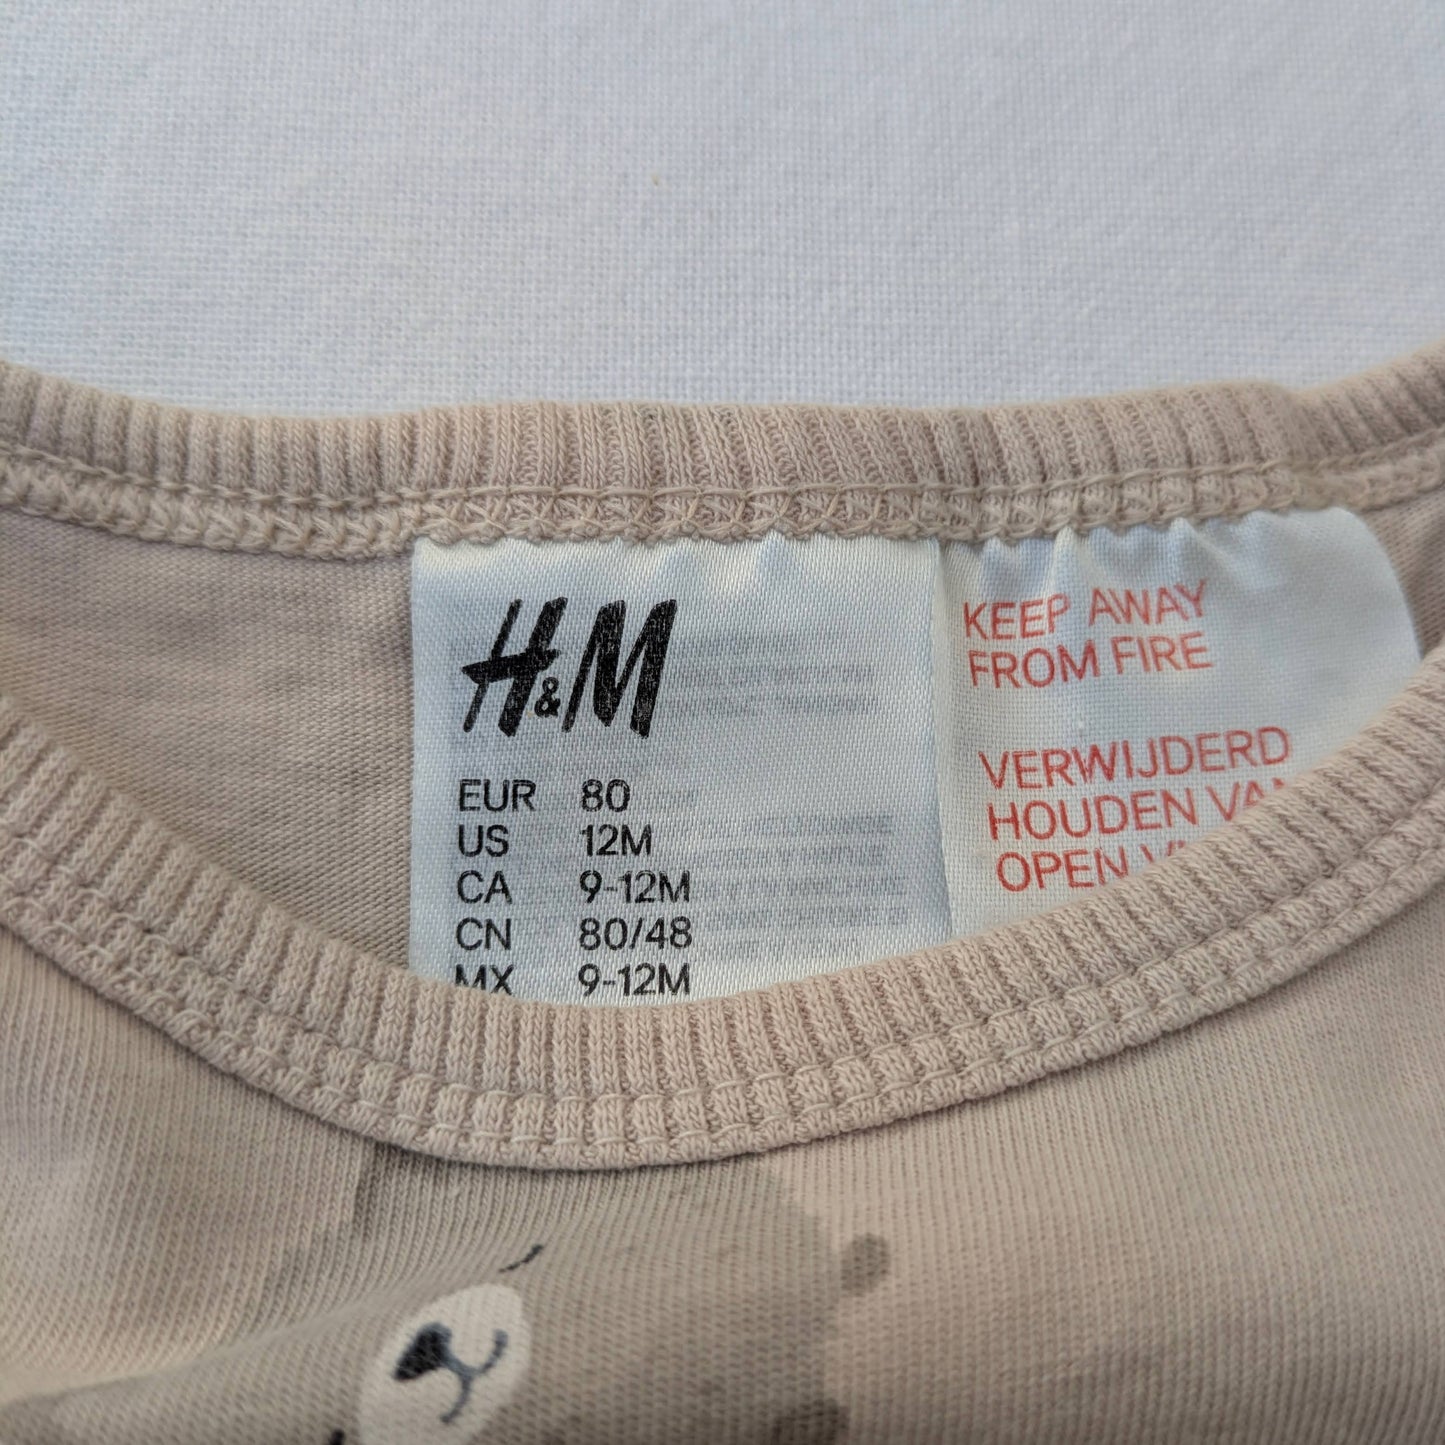 H&M
EUR 80
US 12M
CA 9-12M
CN 80/48
MX 9-12M
KEEP AWAY
FROM FIRE
VERWIJDERD
HOUDEN
OPEN